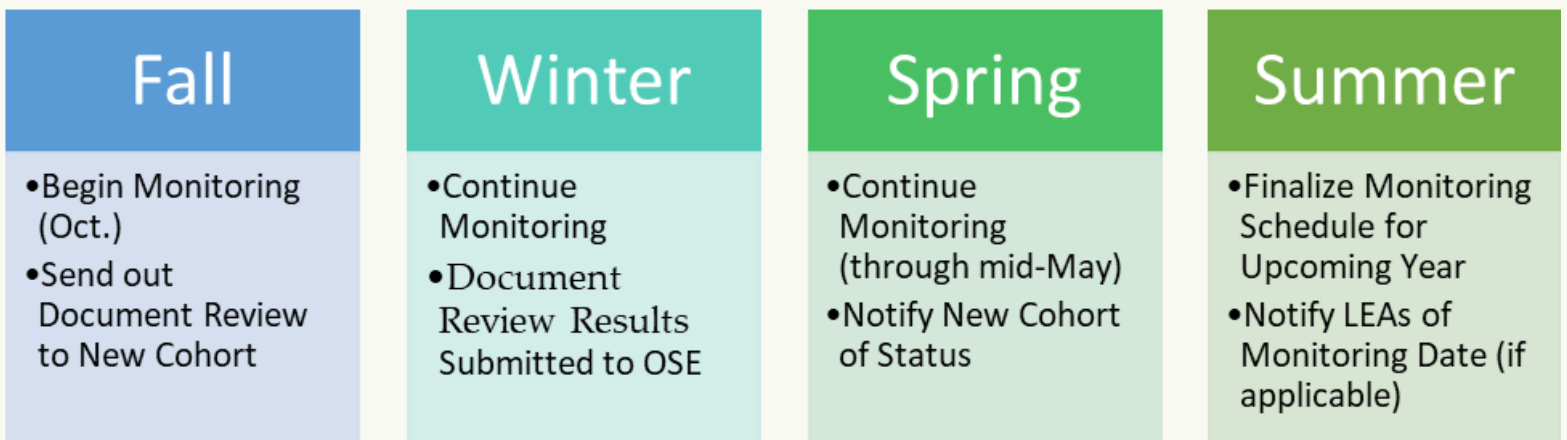 Fall
•Begin Monitoring
(Oct.)
•Send out
Document Review
to New Cohort
Winter
•Continue
Monitoring
•Document
Review Results
Submitted to OSE
Spring
•Continue
Monitoring
(through mid-May)
•Notify New Cohort
of Status
Summer
•Finalize Monitoring
Schedule for
Upcoming Year
•Notify LEAs of
Monitoring Date (if
applicable)